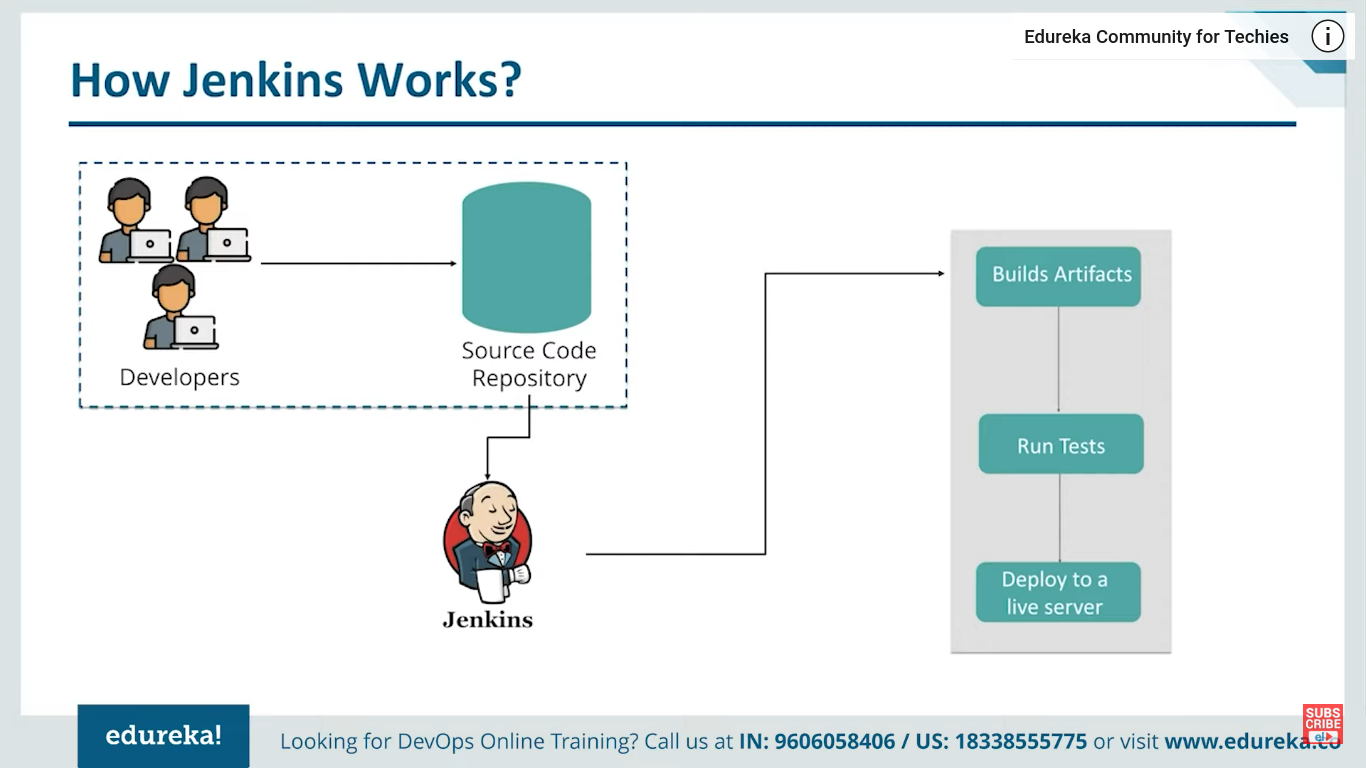 Edureka Community for Techies
How Jenkins Works?
Developers
Source Code
Repository
Jenkins
Builds Artifacts
Run Tests
Deploy to a
live server
edureka!
Looking for DevOps Online Training? Call us at IN: 9606058406 / US: 18338555775 or visit www.edureka.co
SUBS
CRIBE